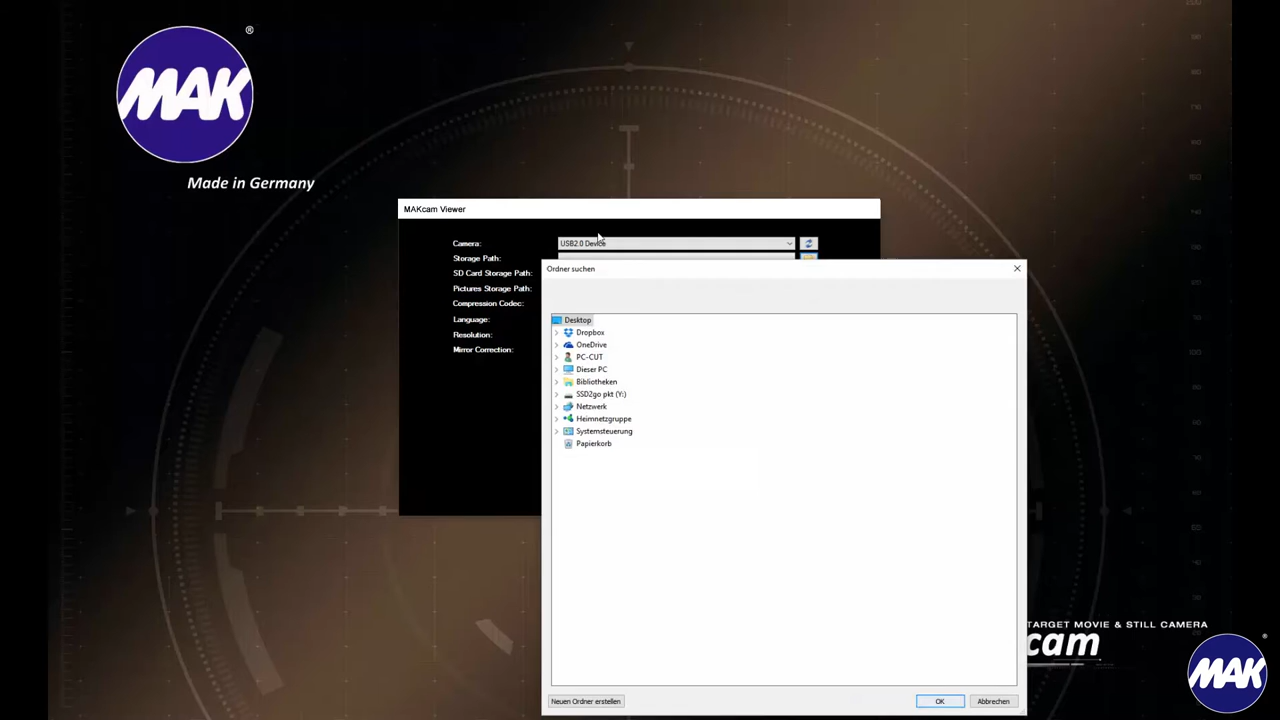 MAK
®
Made in Germany
MAKcam Viewer
Camera:
USB2.0 Device
Storage Path:
SD Card Storage Path:
Pictures Storage Path:
Compression Codec:
Language:
Resolution:
Mirror Correction:
Ordner suchen
Desktop
Dropbox
OneDrive
PC-CUT
Dieser PC
Bibliotheken
SSD2go pkt (Y:)
Netzwerk
Heimnetzgruppe
Systemsteuerung
Papierkorb
Neuen Ordner erstellen
OK
Abbrechen
TARGET MOVIE & STILL CAMERA
cam
MAK
®